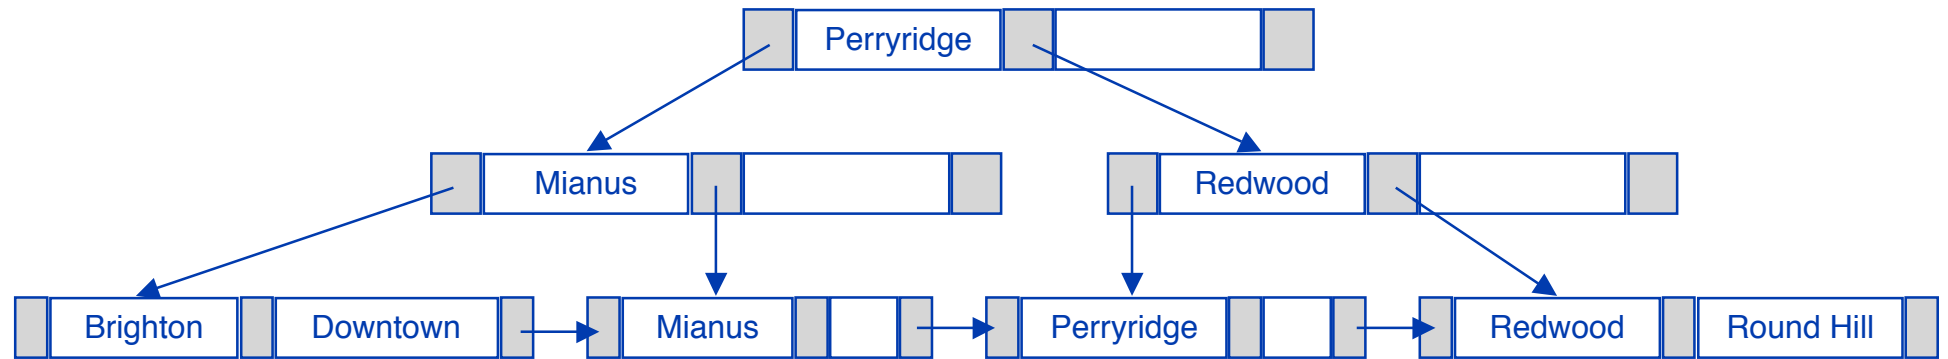 Perryridge
Mianus
Redwood
Brighton
Downtown
Mianus
Perryridge
Redwood
Round Hill